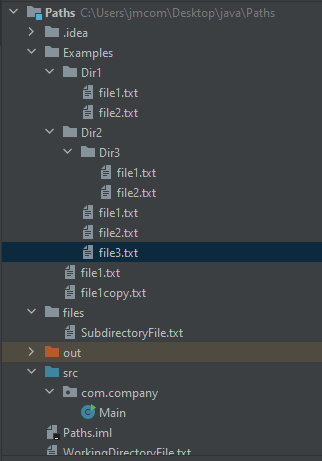 Paths C:\Users\jmcom\Desktop\java\Paths
.idea
Examples
Dir1
file1.txt
file2.txt
Dir2
Dir3
file1.txt
file2.txt
file1.txt
file2.txt
file3.txt
file1.txt
file1copy.txt
files
SubdirectoryFile.txt
out
src
com.company
Main
Paths.iml
WorkingDirectoryFile.txt